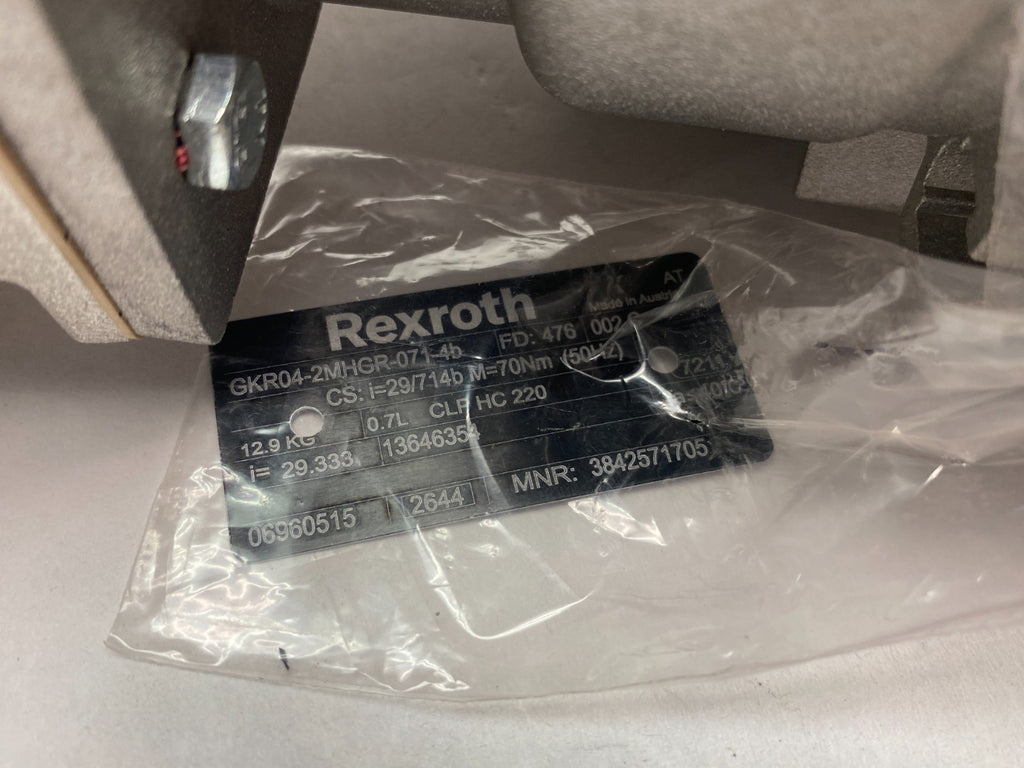 AT
Rexroth
Made in Austria
GKR04-2MHGR-071-4b FD: 476 002
CS: i=29/714b M=70Nm (50Hz)
12.9 KG 0.7L CLP HC 220
i= 29.333 13646354
06960515 2644 MNR: 3842571705